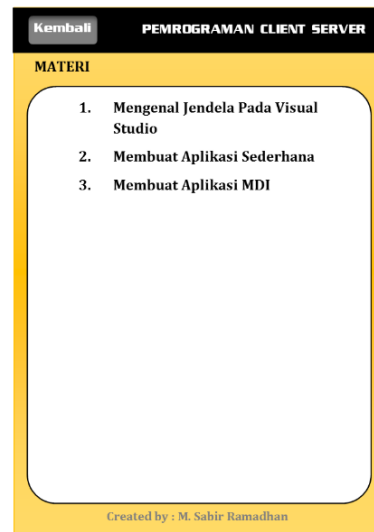 Kembali
PEMROGRAMAN CLIENT SERVER
MATERI
1. Mengenal Jendela Pada Visual
Studio
2. Membuat Aplikasi Sederhana
3. Membuat Aplikasi MDI
Created by : M. Sabir Ramadhan